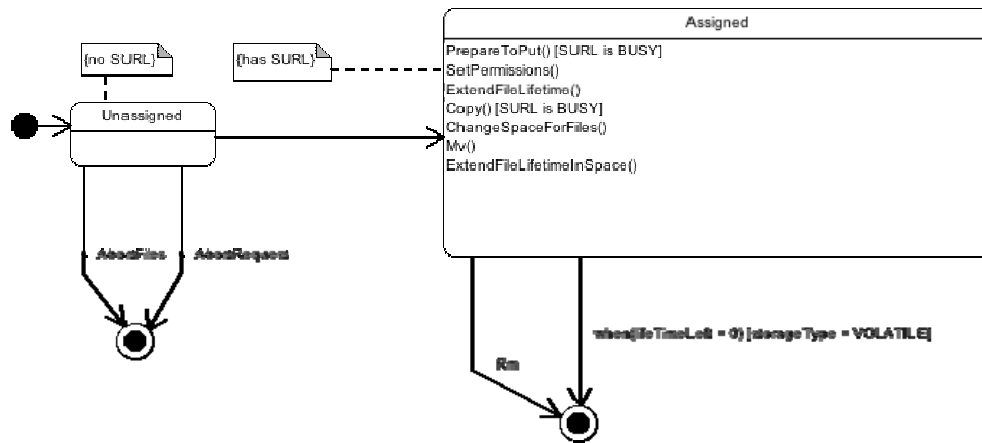 Assigned
{no SURL}
{has SURL}
PrepareToPut() [SURL is BUSY]
SetPermissions()
ExtendFileLifetime()
Copy() [SURL is BUSY]
ChangeSpaceForFiles()
Mv()
ExtendFileLifetimeInSpace()
Unassigned
AbortFiles
AbortRequest
when(lifeTimeLeft = 0) [storageType = VOLATILE]
Rm